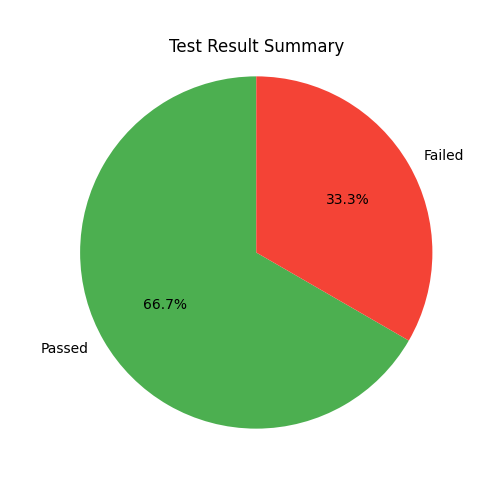 Test Result Summary
Failed
33.3%
66.7%
Passed